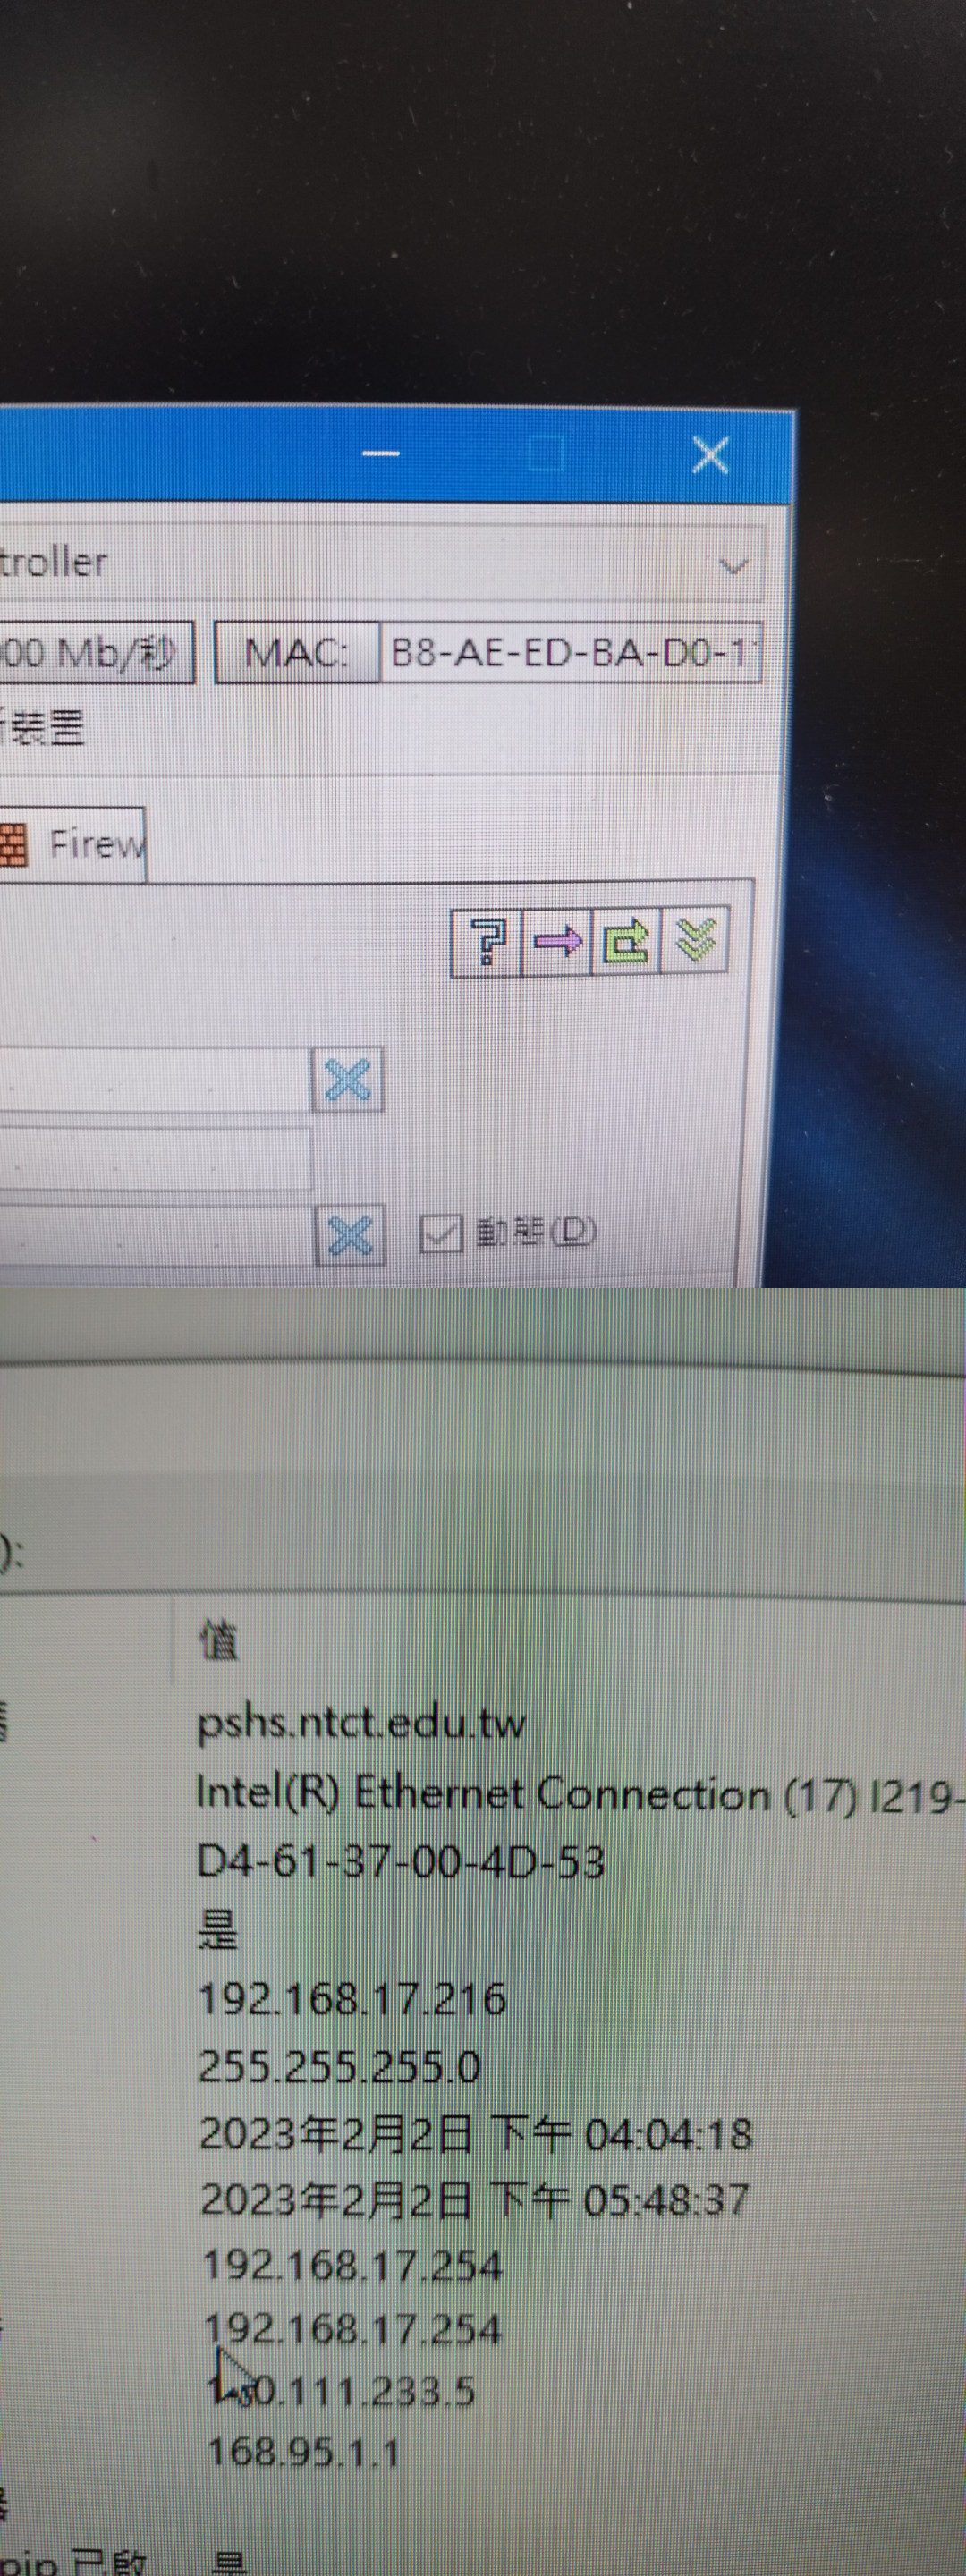 troller
00 Mb/秒 MAC: B8-AE-ED-BA-D0-1
裝置
Firew
動態(D)
):
值
pshs.ntct.edu.tw
Intel(R) Ethernet Connection (17) I219-
D4-61-37-00-4D-53
是
192.168.17.216
255.255.255.0
2023年2月2日 下午 04:04:18
2023年2月2日 下午 05:48:37
192.168.17.254
192.168.17.254
0.111.233.5
168.95.1.1
pip 已啟 是